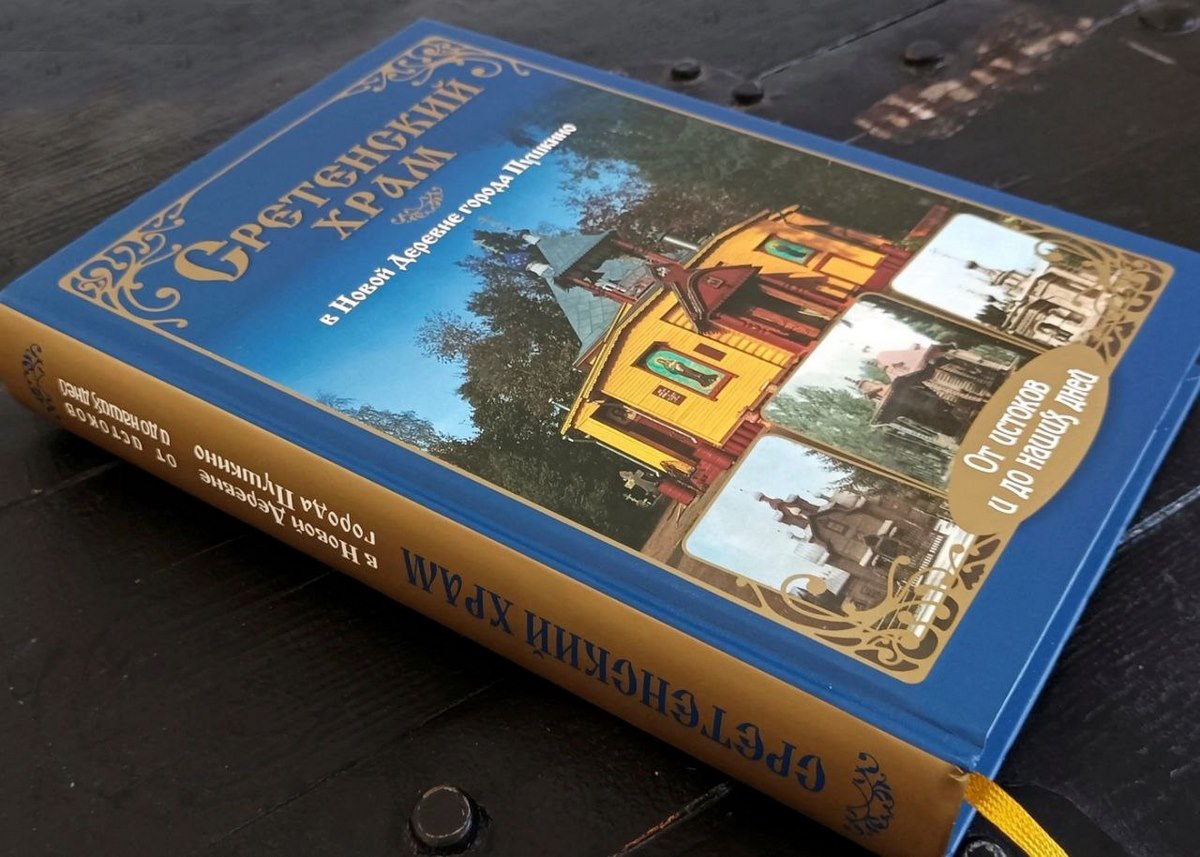 Сретенский
храм
в Новой Деревне города Пушкино
От истоков
и до наших дней
Сретенский храм
в Новой Деревне
города Пушкино
от истоков
и до наших дней